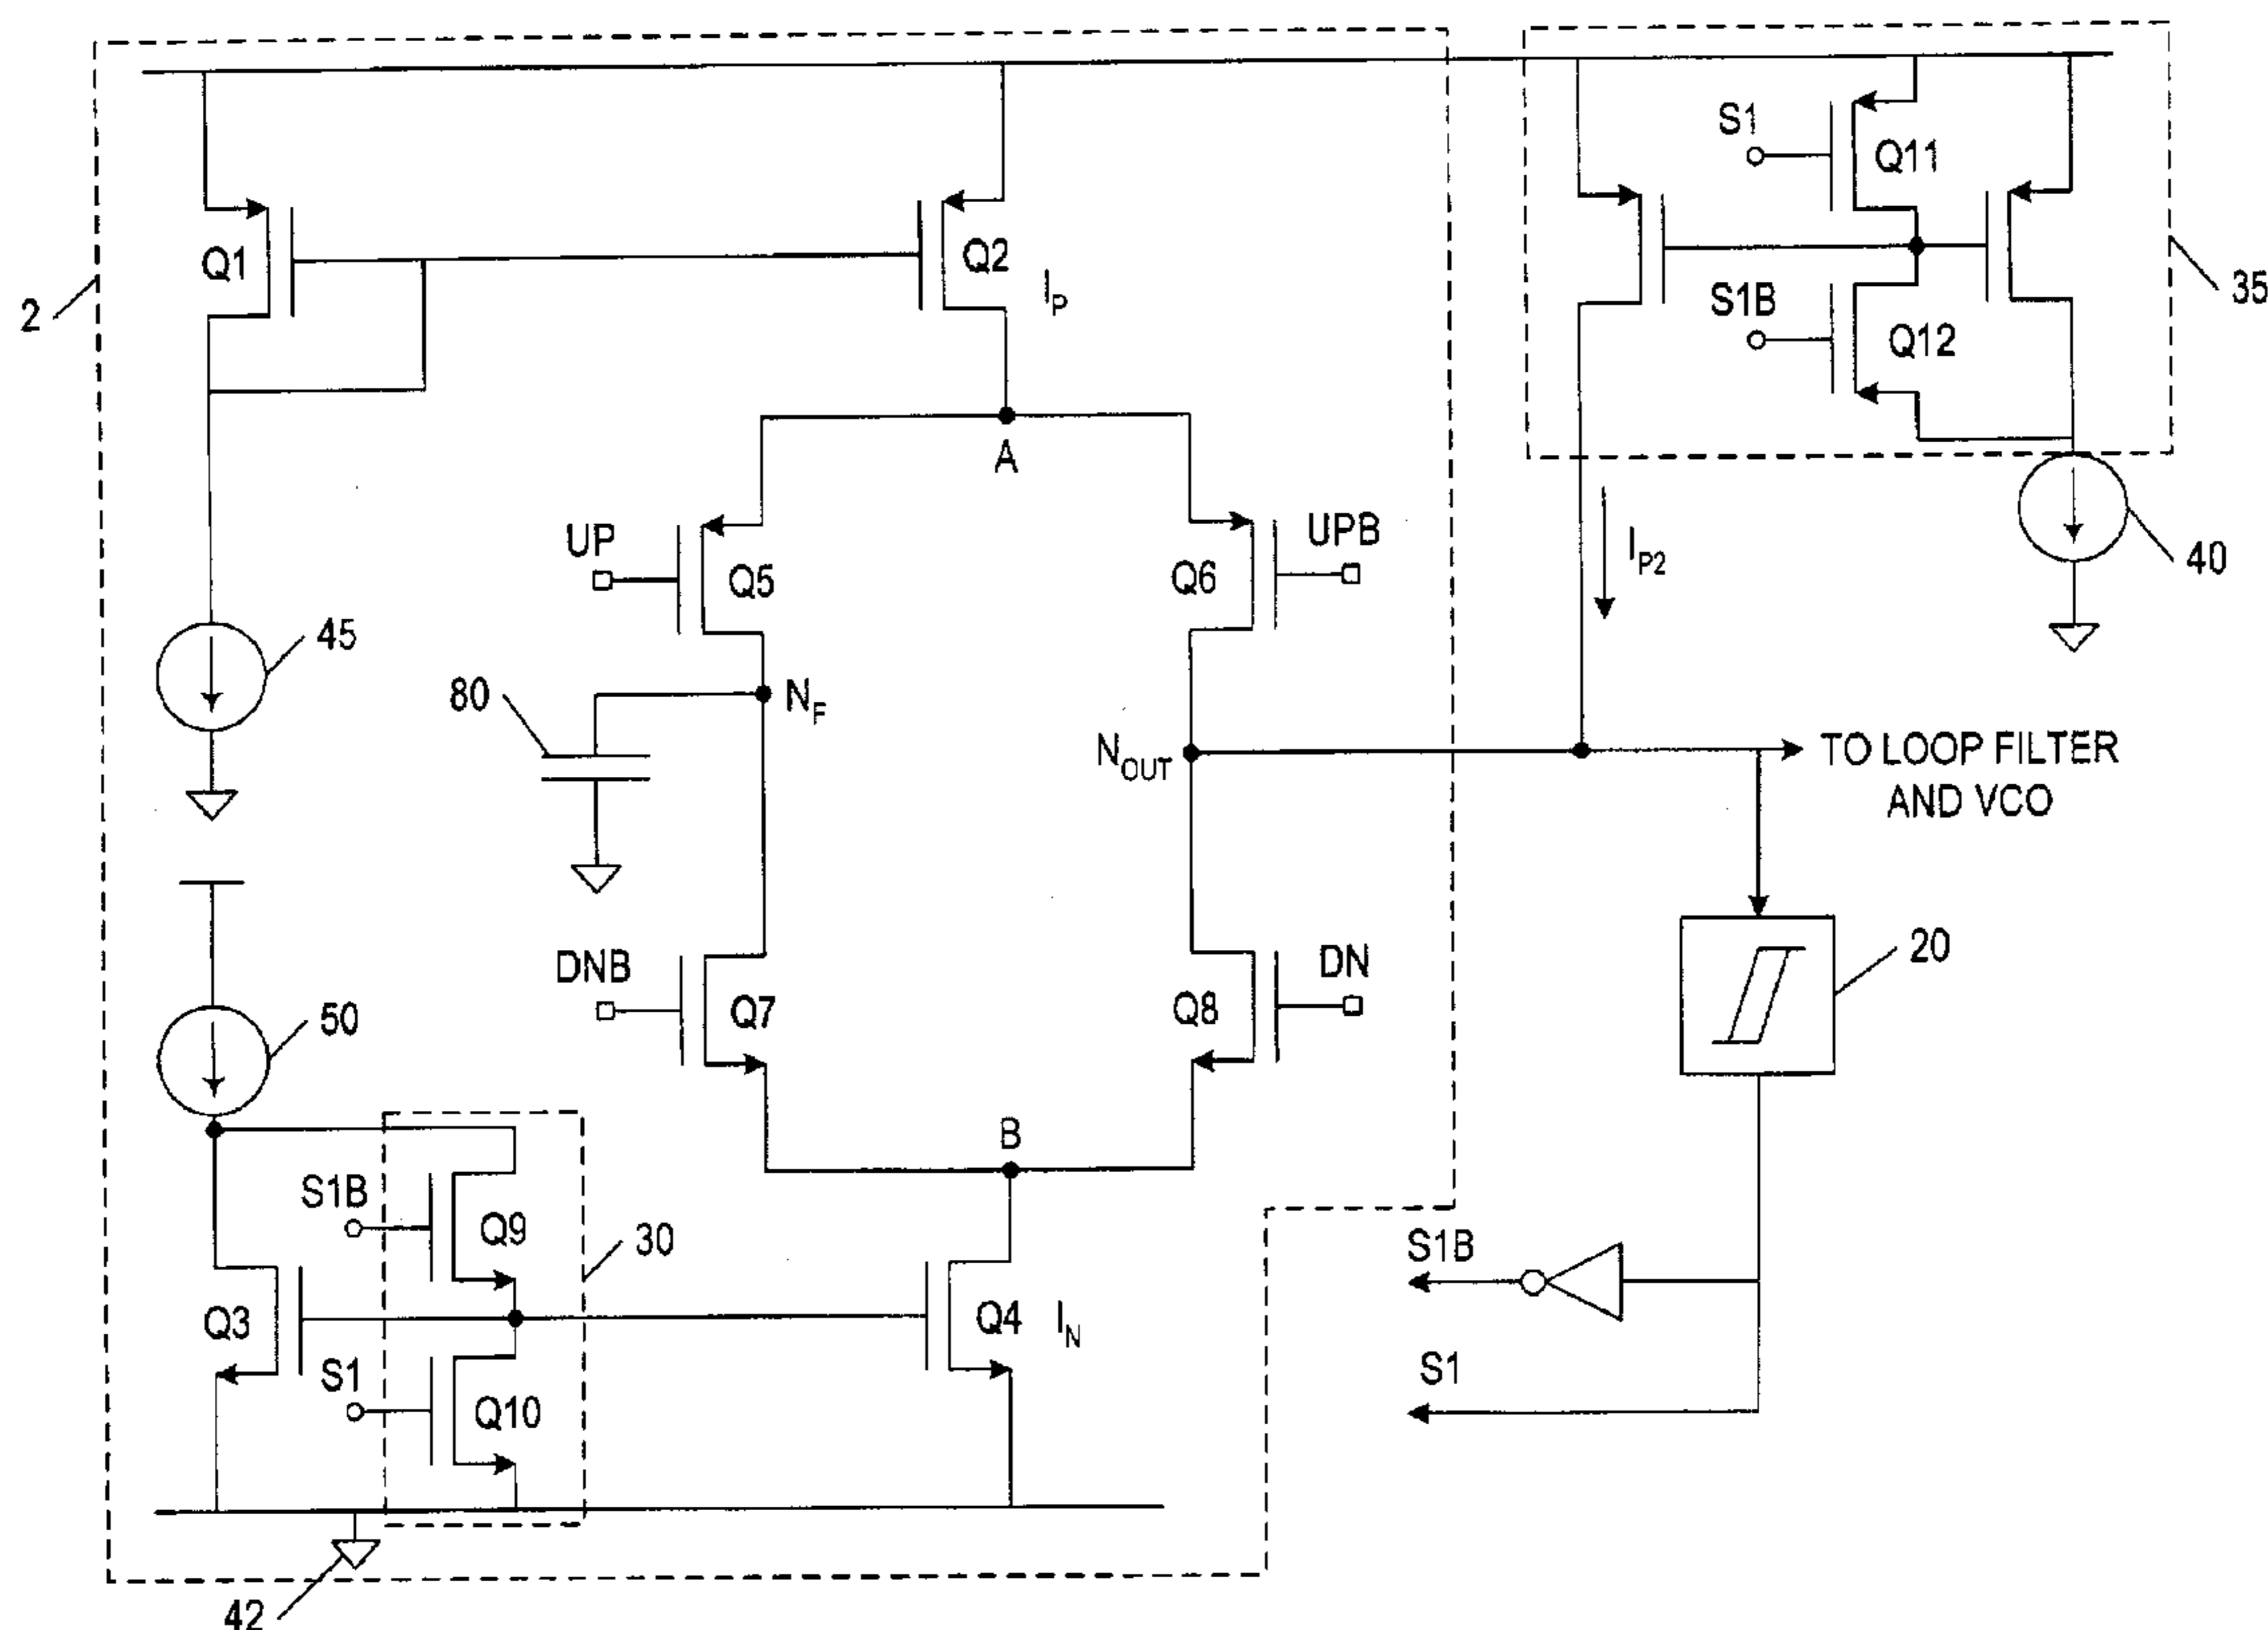 S1
Q11
Q1
Q2
I_P
S1B
Q12
35
2
A
UP
Q5
UPB
Q6
I_P2
40
45
80
N_F
N_OUT
TO LOOP FILTER
AND VCO
DNB
Q7
DN
Q8
20
50
B
S1B
Q9
30
S1B
Q3
Q4
I_N
S1
Q10
S1
42